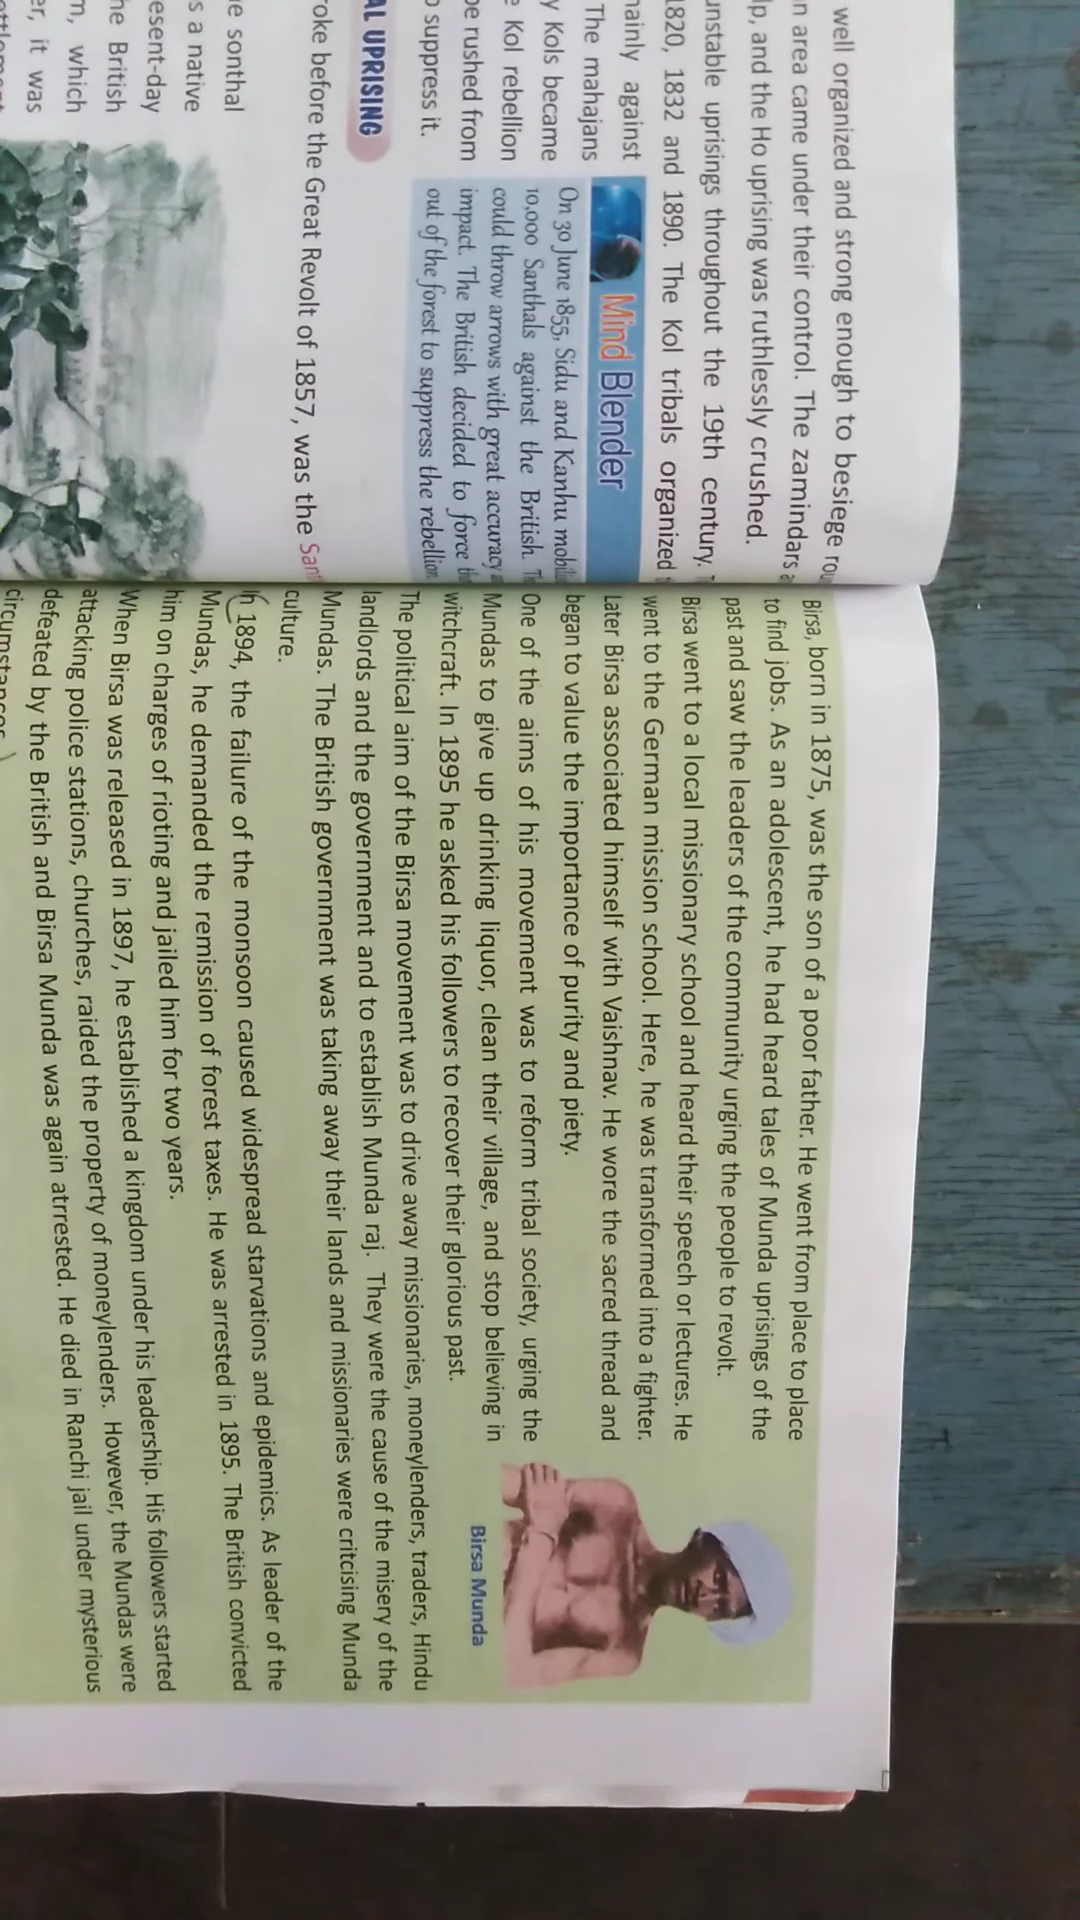 well organized and strong enough to besiege
n area came under their control. The zamindars
lp, and the Ho uprising was ruthlessly crushed.
unstable uprisings throughout the 19th century.
1820, 1832 and 1890. The Kol tribals organized
mainly against
The mahajans
y Kols became
e Kol rebellion
be rushed from
o suppress it.
Mind Blender
On 30 June 1855, Sidu and Kanhu
10,000 Santhals against the British.
could throw arrows with great accuracy
impact. The British decided to force
out of the forest to suppress the rebellion.
AL UPRISING
roke before the Great Revolt of 1857, was the
e sonthal
s a native
esent-day
he British
m, which
er, it was
Birsa, born in 1875, was the son of a poor father. He went from place to place
to find jobs. As an adolescent, he had heard tales of Munda uprisings of the
past and saw the leaders of the community urging the people to revolt.
Birsa went to a local missionary school and heard their speech or lectures. He
went to the German mission school. Here, he was transformed into a fighter.
Later Birsa associated himself with Vaishnav. He wore the sacred thread and
began to value the importance of purity and piety.
One of the aims of his movement was to reform tribal society, urging the
Mundas to give up drinking liquor, clean their village, and stop believing in
witchcraft. In 1895 he asked his followers to recover their glorious past.
Birsa Munda
The political aim of the Birsa movement was to drive away missionaries, moneylenders, traders, Hindu
landlords and the government and to establish Munda raj. They were the cause of the misery of the
Mundas. The British government was taking away their lands and missionaries were critcising Munda
culture.
In 1894, the failure of the monsoon caused widespread starvations and epidemics. As leader of the
Mundas, he demanded the remission of forest taxes. He was arrested in 1895. The British convicted
him on charges of rioting and jailed him for two years.
When Birsa was released in 1897, he established a kingdom under his leadership. His followers started
attacking police stations, churches, raided the property of moneylenders. However, the Mundas were
defeated by the British and Birsa Munda was again atrrested. He died in Ranchi jail under mysterious
circumstances.